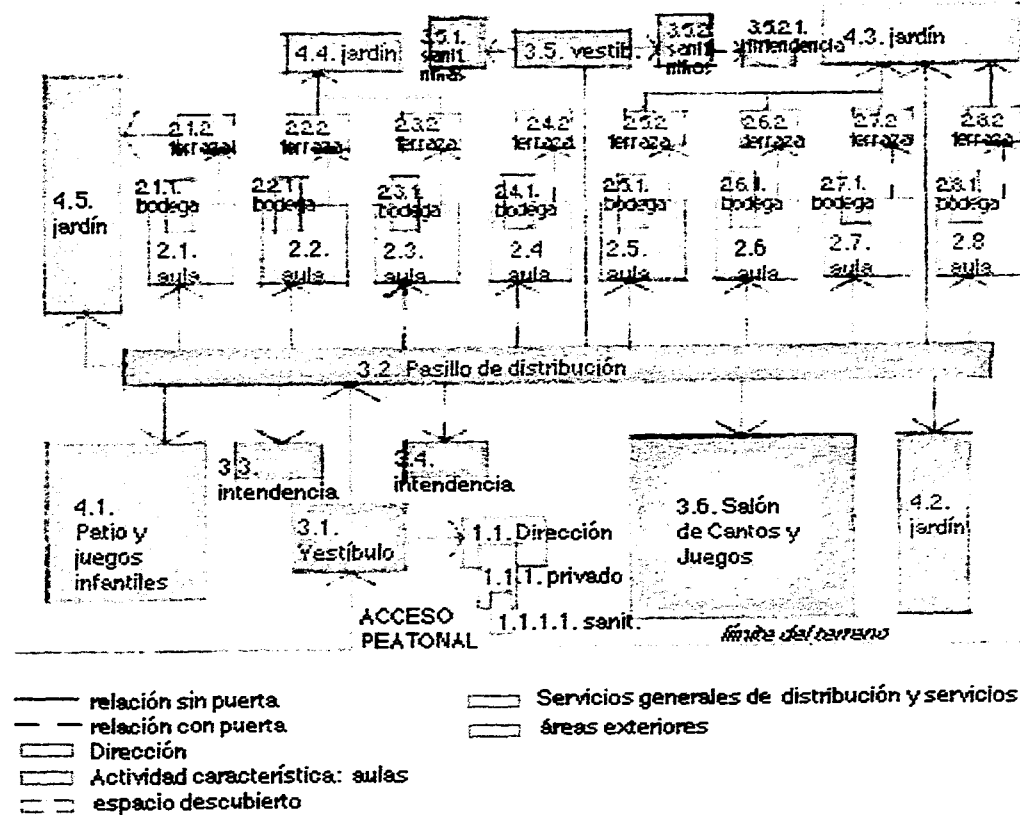 4.4. jardín
3.5.1.
sanit
niñas
3.5. vestib.
3.5.2.
sanit
niños
3.5.2.1.
intendencia
4.3. jardín
2.1.2
terraza
2.2.2
terraza
2.3.2
terraza
2.4.2
terraza
2.5.2
terraza
2.6.2
terraza
2.7.2
terraza
2.8.2
terraza
4.5.
jardín
2.1.1.
bodega
2.2.1
bodega
2.3.1.
bodega
2.4.1.
bodega
2.5.1.
bodega
2.6.1.
bodega
2.7.1.
bodega
2.8.1.
bodega
2.1.
aula
2.2.
aula
2.3.
aula
2.4
aula
2.5.
aula
2.6
aula
2.7.
aula
2.8
aula
3.2. Pasillo de distribución
4.1.
Patio y
juegos
infantiles
3.3.
intendencia
3.4.
intendencia
3.1.
Vestíbulo
1.1. Dirección
1.1.1. privado
1.1.1.1. sanit.
3.6. Salón
de Cantos y
Juegos
4.2.
jardín
ACCESO
PEATONAL
límite del terreno
relación sin puerta
relación con puerta
Dirección
Actividad característica: aulas
espacio descubierto
Servicios generales de distribución y servicios
áreas exteriores